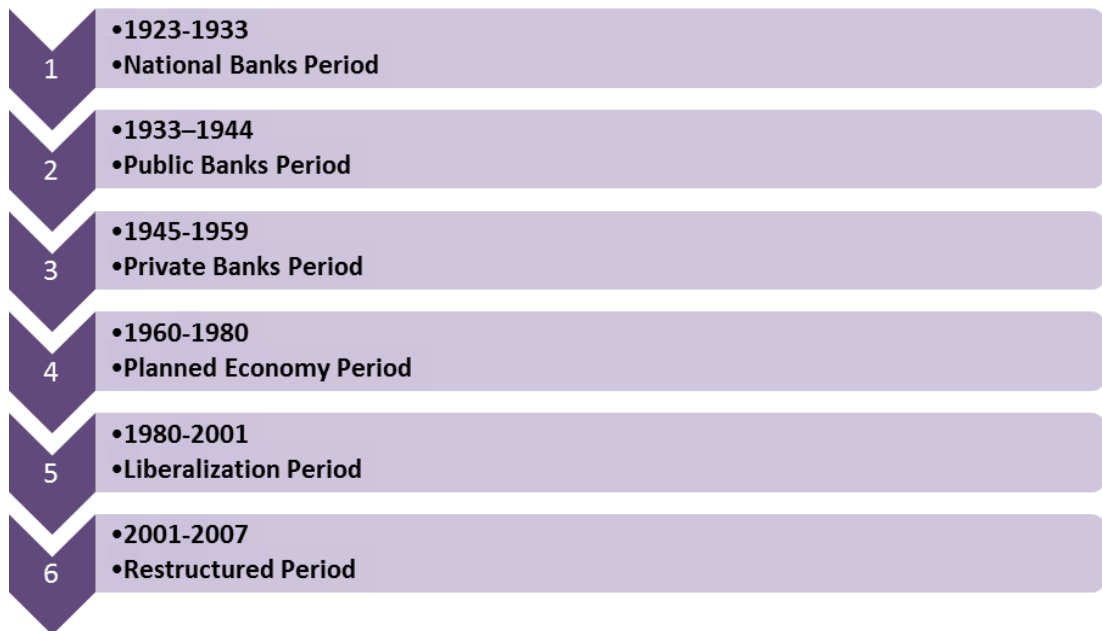 1
•1923-1933
•National Banks Period
2
•1933–1944
•Public Banks Period
3
•1945-1959
•Private Banks Period
4
•1960-1980
•Planned Economy Period
5
•1980-2001
•Liberalization Period
6
•2001-2007
•Restructured Period